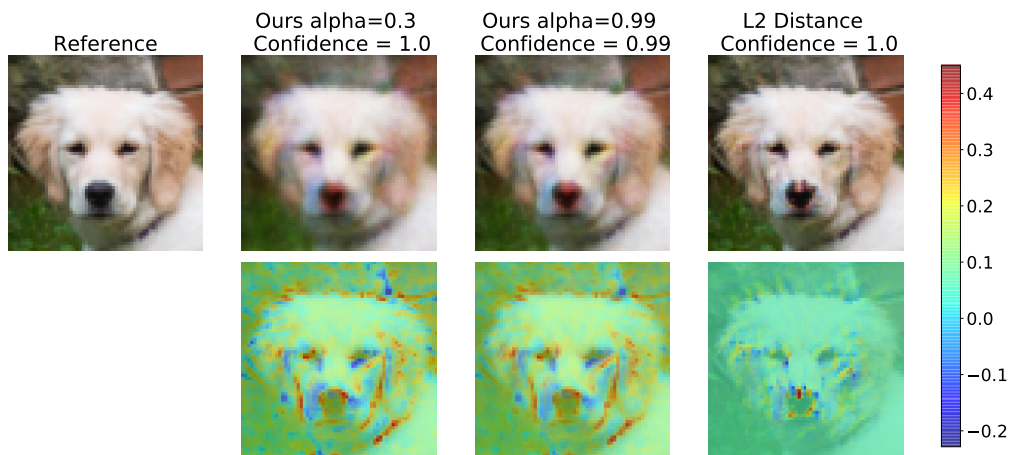 Reference
Ours alpha=0.3
Confidence = 1.0
Ours alpha=0.99
Confidence = 0.99
L2 Distance
Confidence = 1.0
0.4
0.3
0.2
0.1
0.0
−0.1
−0.2